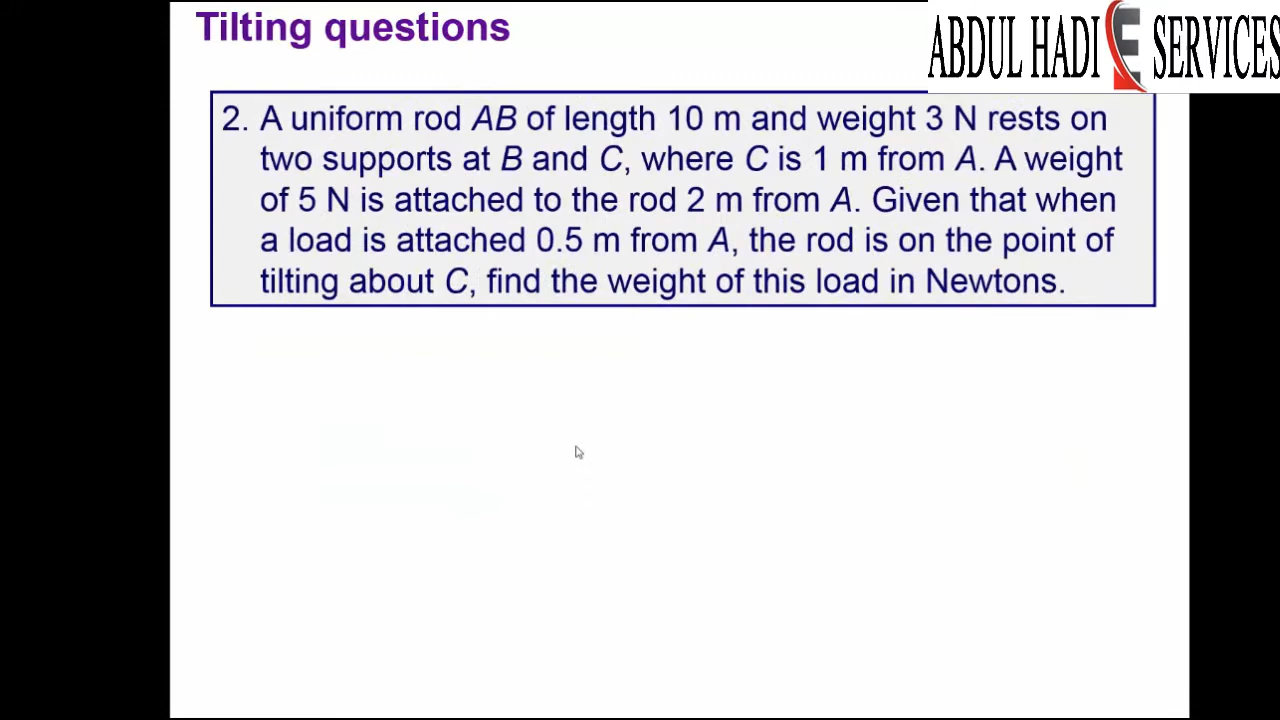 Tilting questions
ABDUL HADI E SERVICES
2. A uniform rod AB of length 10 m and weight 3 N rests on
two supports at B and C, where C is 1 m from A. A weight
of 5 N is attached to the rod 2 m from A. Given that when
a load is attached 0.5 m from A, the rod is on the point of
tilting about C, find the weight of this load in Newtons.